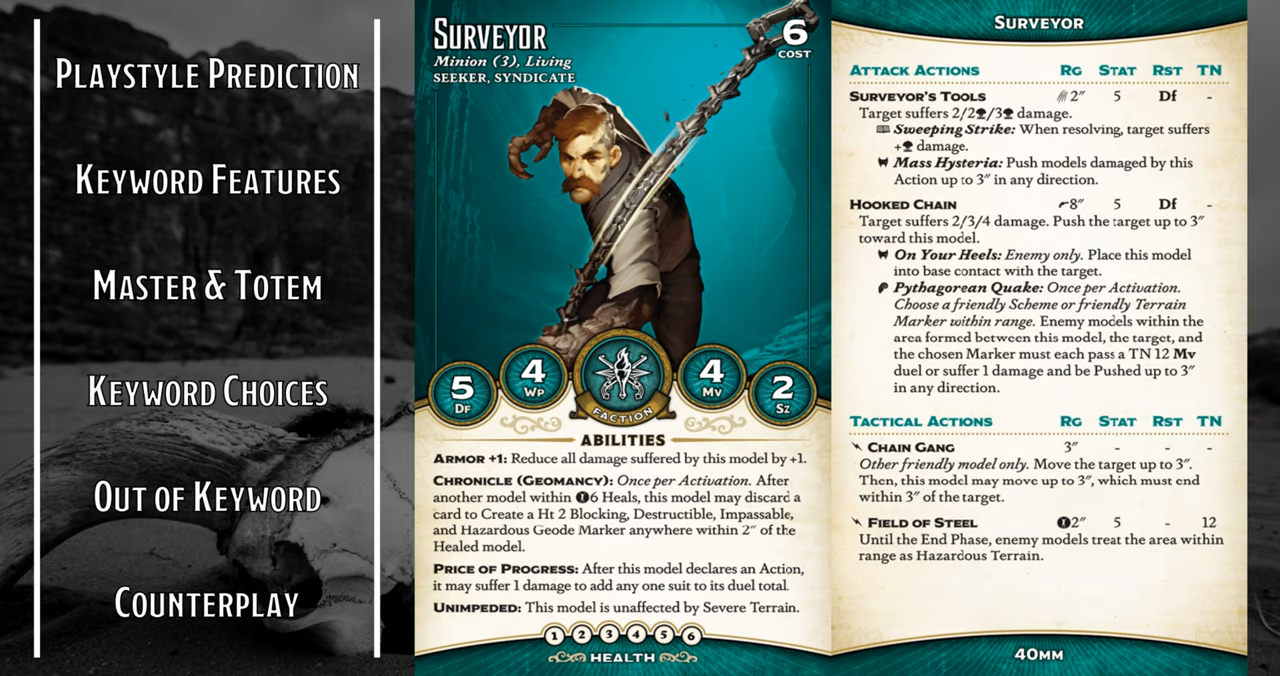 PLAYSTYLE PREDICTION
KEYWORD FEATURES
MASTER & TOTEM
KEYWORD CHOICES
OUT OF KEYWORD
COUNTERPLAY
SURVEYOR
Minion (3), Living
SEEKER, SYNDICATE
6
COST
5
DF
4
WP
FACTION
4
MV
2
SZ
ABILITIES
ARMOR +1: Reduce all damage suffered by this model by +1.
CHRONICLE (GEOMANCY): Once per Activation. After
another model within 6 Heals, this model may discard a
card to Create a Ht 2 Blocking, Destructible, Impassable,
and Hazardous Geode Marker anywhere within 2″ of the
Healed model.
PRICE OF PROGRESS: After this model declares an Action,
it may suffer 1 damage to add any one suit to its duel total.
UNIMPEDED: This model is unaffected by Severe Terrain.
1 2 3 4 5 6
HEALTH
SURVEYOR
ATTACK ACTIONS RG STAT RST TN
SURVEYOR'S TOOLS 2″ 5 Df -
Target suffers 2/2/3 damage.
Sweeping Strike: When resolving, target suffers
+ damage.
Mass Hysteria: Push models damaged by this
Action up to 3″ in any direction.
HOOKED CHAIN 8″ 5 Df -
Target suffers 2/3/4 damage. Push the target up to 3″
toward this model.
On Your Heels: Enemy only. Place this model
into base contact with the target.
Pythagorean Quake: Once per Activation.
Choose a friendly Scheme or friendly Terrain
Marker within range. Enemy models within the
area formed between this model, the target, and
the chosen Marker must each pass a TN 12 Mv
duel or suffer 1 damage and be Pushed up to 3″
in any direction.
TACTICAL ACTIONS RG STAT RST TN
CHAIN GANG 3″ - - -
Other friendly model only. Move the target up to 3″.
Then, this model may move up to 3″, which must end
within 3″ of the target.
FIELD OF STEEL 2″ 5 - 12
Until the End Phase, enemy models treat the area within
range as Hazardous Terrain.
40MM